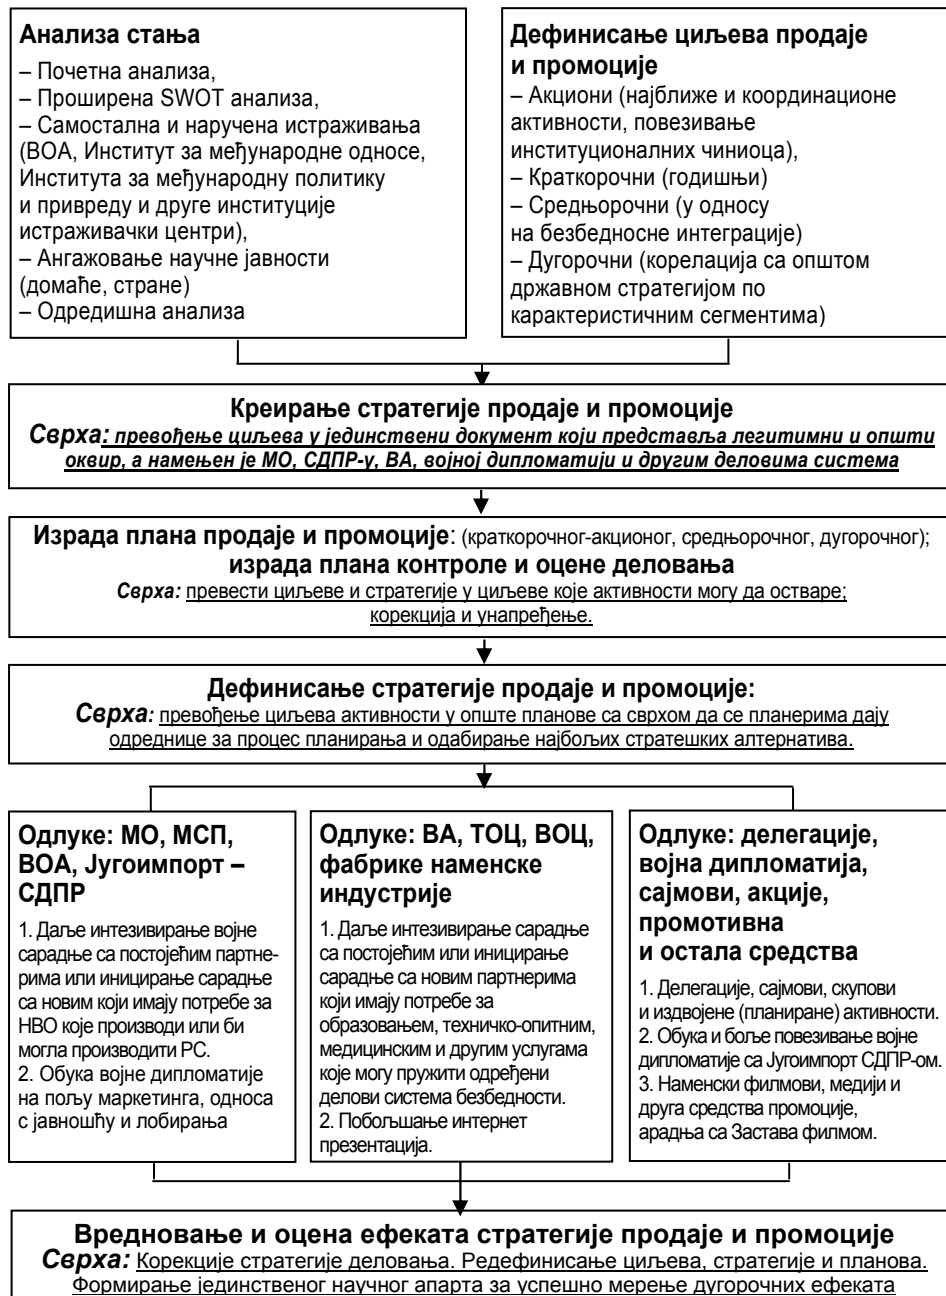 Анализа стања
– Почетна анализа,
– Проширена SWOT анализа,
– Самостална и наручена истраживања
(ВОА, Институт за међународне односе,
Института за међународну политику
и привреду и друге институције
истраживачки центри),
– Ангажовање научне јавности
(домаће, стране)
– Одредишна анализа
Дефинисање циљева продаје
и промоције
– Акциони (најближе и координационе
активности, повезивање
институционалних чиниоца),
– Краткорочни (годишњи)
– Средњорочни (у односу
на безбедносне интеграције)
– Дугорочни (корелација са општом
државном стратегијом по
карактеристичним сегментима)
Креирање стратегије продаје и промоције
Сврха: превођење циљева у јединствени документ који представља легитимни и општи
оквир, а намењен је МО, СДПР-у, ВА, војној дипломатији и другим деловима система
Израда плана продаје и промоције: (краткорочног-акционог, средњорочног, дугорочног);
израда плана контроле и оцене деловања
Сврха: превести циљеве и стратегије у циљеве које активности могу да остваре;
корекција и унапређење.
Дефинисање стратегије продаје и промоције:
Сврха: превођење циљева активности у опште планове са сврхом да се планерима дају
одреднице за процес планирања и одабирање најбољих стратешких алтернатива.
Одлуке: МО, МСП,
ВОА, Југоимпорт –
СДПР
1. Даље интезивирање војне
сарадње са постојећим партне-
рима или иницирање сарадње
са новим који имају потребе за
НВО које производи или би
могла производити РС.
2. Обука војне дипломатије
на пољу маркетинга, односа
с јавношћу и лобирања
Одлуке: ВА, ТОЦ, ВОЦ,
фабрике наменске
индустрије
1. Даље интезивирање сарадње
са постојећим или иницирање
сарадње са новим партнерима
који имају потребе за
образовањем, техничко-опитним,
медицинским и другим услугама
које могу пружити одређени
делови система безбедности.
2. Побољшање интернет
презентација.
Одлуке: делегације,
војна дипломатија,
сајмови, акције,
промотивна
и остала средства
1. Делегације, сајмови, скупови
и издвојене (планиране) активности.
2. Обука и боље повезивање војне
дипломатије са Југоимпорт СДПР-ом.
3. Наменски филмови, медији и
друга средства промоције,
арадња са Застава филмом.
Вредновање и оцена ефеката стратегије продаје и промоције
Сврха: Корекције стратегије деловања. Редефинисање циљева, стратегије и планова.
Формирање јединственог научног апарта за успешно мерење дугорочних ефеката